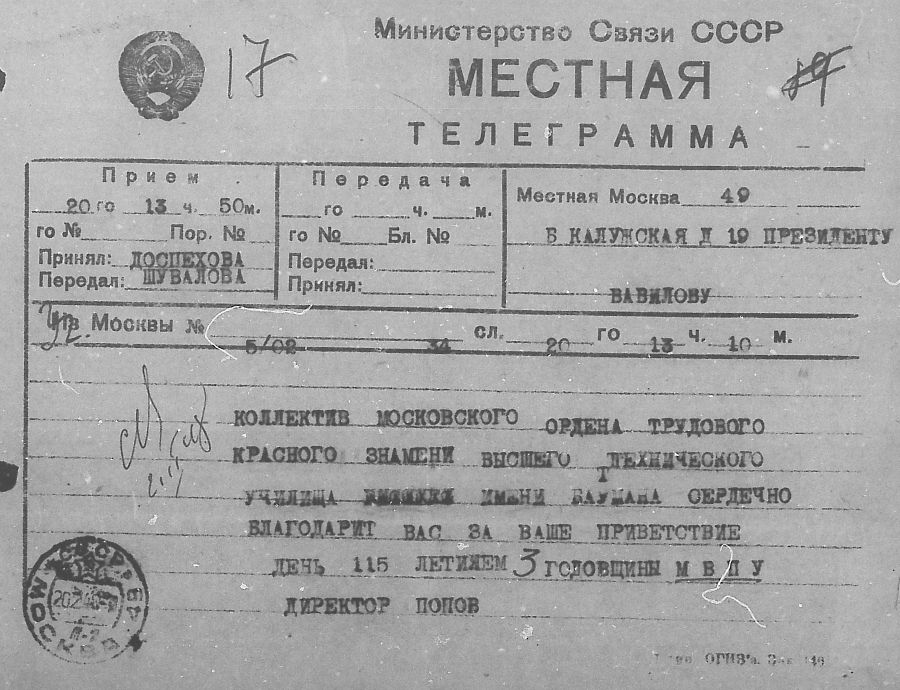 17
Министерство Связи СССР
МЕСТНАЯ
ТЕЛЕГРАММА
Прием
20 го 13 ч. 50м.
го № Пор. №
Принял: ДОСПЕХОВА
Передал: ШУВАЛОВА
Передача
го ч. м.
го № Бл. №
Передал:
Принял:
Местная Москва 49
Б КАЛУЖСКАЯ Д 19 ПРЕЗИДЕНТУ
ВАВИЛОВУ
Из Москвы № 5/02 34 сл. 20 го 13 ч. 10 м.
КОЛЛЕКТИВ МОСКОВСКОГО ОРДЕНА ТРУДОВОГО
КРАСНОГО ЗНАМЕНИ ВЫСШЕГО ТЕХНИЧЕСКОГО
УЧИЛИЩА ИМЕНИ БАУМАНА СЕРДЕЧНО
БЛАГОДАРИТ ВАС ЗА ВАШЕ ПРИВЕТСТВИЕ
ДЕНЬ 115 ЛЕТИЯЕМ 3 ГОДОВЩИНЫ М В Л У
ДИРЕКТОР ПОПОВ
МОСКВА